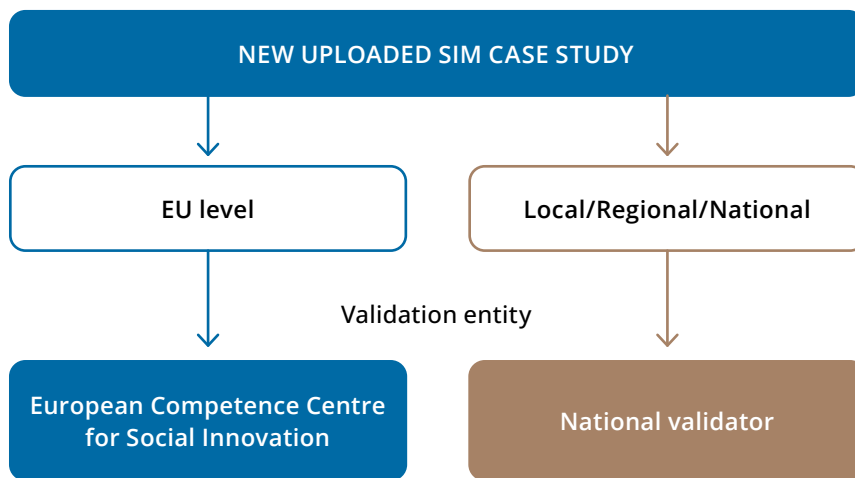 NEW UPLOADED SIM CASE STUDY
EU level
Local/Regional/National
Validation entity
European Competence Centre
for Social Innovation
National validator